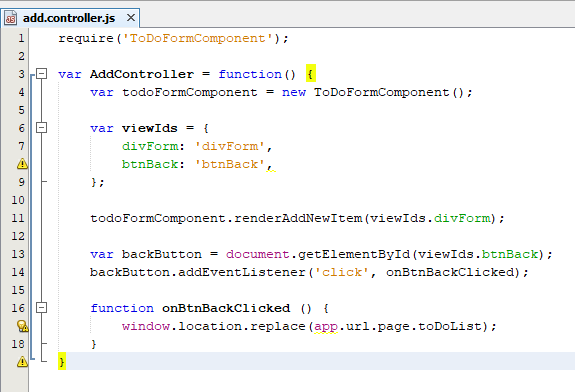 add.controller.js
1 require('ToDoFormComponent');
2
3 var AddController = function() {
4     var todoFormComponent = new ToDoFormComponent();
5
6     var viewIds = {
7         divForm: 'divForm',
        btnBack: 'btnBack',
9     };
10
11     todoFormComponent.renderAddNewItem(viewIds.divForm);
12
13     var backButton = document.getElementById(viewIds.btnBack);
14     backButton.addEventListener('click', onBtnBackClicked);
15
16     function onBtnBackClicked () {
        window.location.replace(app.url.page.toDoList);
18     }
}